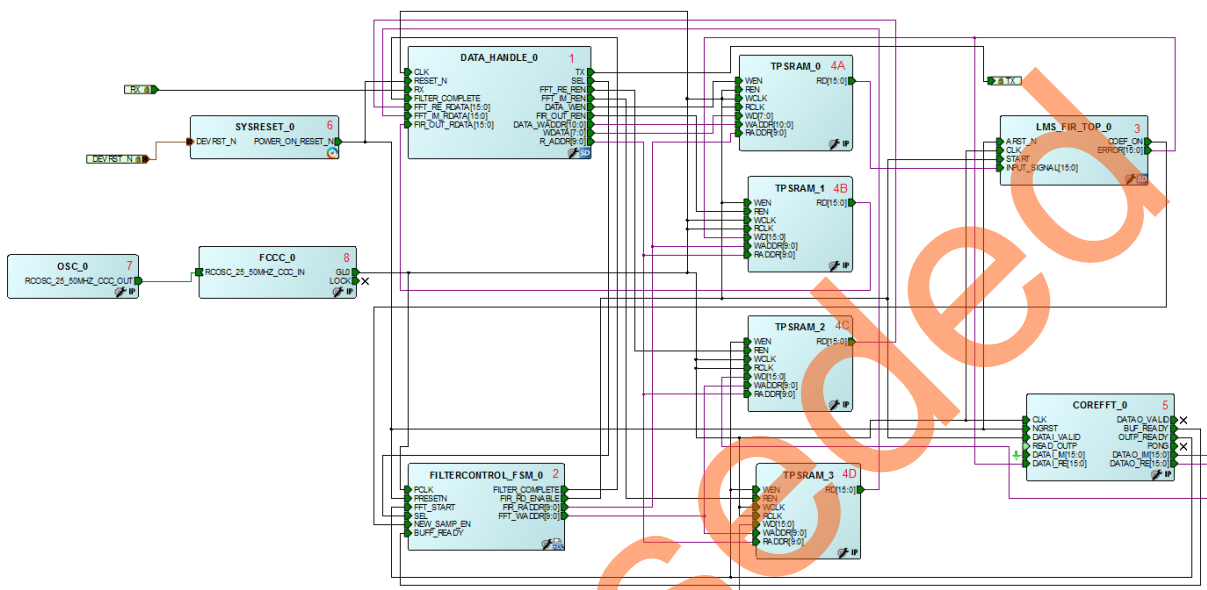 DATA_HANDLE_0 1
CLK
RESET_N
RX
FILTER_COMPLETE
FFT_RE_RDATA[15:0]
FFT_IM_RDATA[15:0]
FIR_OUT_RDATA[15:0]
TX
SEL
FFT_RE_REN
FFT_IM_REN
DATA_WEN
FIR_OUT_REN
DATA_WADDR[10:0]
WDATA[7:0]
R_ADDR[9:0]
TPSRAM_0 4A
WEN
REN
WCLK
RCLK
WD[7:0]
WADDR[10:0]
RADDR[9:0]
RD[15:0]
IP
TX
RX
SYSRESET_0 6
DEVRST_N
POWER_ON_RESET_N
DEVRST_N
LMS_FIR_TOP_0 3
ARST_N
CLK
START
INPUT_SIGNAL[15:0]
COEF_ON
ERROR[15:0]
TPSRAM_1 4B
WEN
REN
WCLK
RCLK
WD[15:0]
WADDR[9:0]
RADDR[9:0]
RD[15:0]
IP
OSC_0 7
RCOSC_25_50MHZ_CCC_OUT
IP
FCCC_0 8
RCOSC_25_50MHZ_CCC_IN
GL0
LOCK
IP
TPSRAM_2 4C
WEN
REN
WCLK
RCLK
WD[15:0]
WADDR[9:0]
RADDR[9:0]
RD[15:0]
IP
COREFFT_0 5
CLK
NGRST
DATAI_VALID
READ_OUTP
DATAI_IM[15:0]
DATAI_RE[15:0]
DATAO_VALID
BUF_READY
OUTP_READY
PONG
DATAO_IM[15:0]
DATAO_RE[15:0]
IP
FILTERCONTROL_FSM_0 2
PCLK
PRESETN
FFT_START
SEL
NEW_SAMP_EN
BUFF_READY
FILTER_COMPLETE
FIR_RD_ENABLE
FIR_RADDR[9:0]
FFT_WADDR[9:0]
TPSRAM_3 4D
WEN
REN
WCLK
RCLK
WD[15:0]
WADDR[9:0]
RADDR[9:0]
RD[15:0]
IP
seded